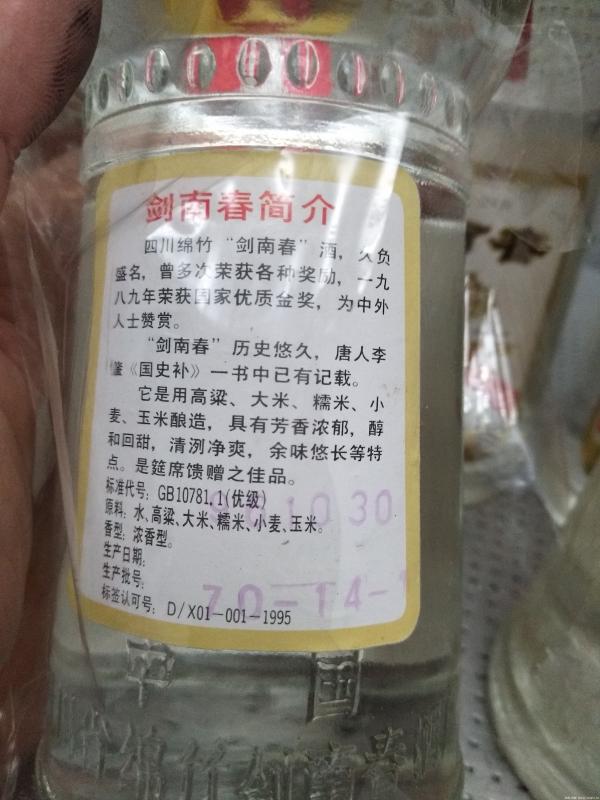 剑南春简介
四川绵竹“剑南春”酒，久负
盛名，曾多次荣获各种奖励，一九
八九年荣获国家优质金奖，为中外
人士赞赏。
“剑南春”历史悠久，唐人李
肇《国史补》一书中已有记载。
它是用高粱、大米、糯米、小
麦、玉米酿造，具有芳香浓郁，醇
和回甜，清洌净爽，余味悠长等特
点。是筵席馈赠之佳品。
标准代号：GB10781.1(优级)
原料：水、高粱、大米、糯米、小麦、玉米。
香型：浓香型。
生产日期：
10 30
生产批号：
70-14-
标签认可号：D/X01-001-1995
中国
绵竹剑南春酒